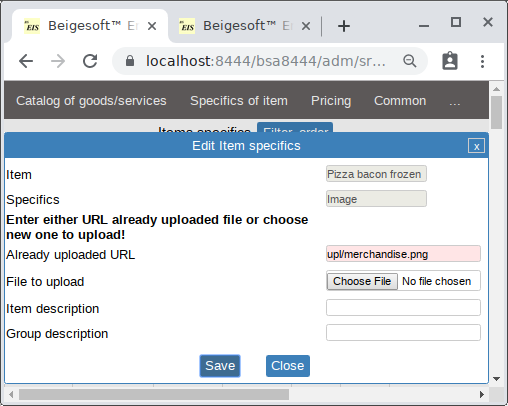 EIS Beigesoft™ En
EIS Beigesoft™ En
localhost:8444/bsa8444/adm/sr...
Catalog of goods/services Specifics of item Pricing Common ...
Items specifics Filter, order
Edit Item specifics x
Item Pizza bacon frozen
Specifics Image
Enter either URL already uploaded file or choose
new one to upload!
Already uploaded URL upl/merchandise.png
File to upload Choose File No file chosen
Item description
Group description
Save Close